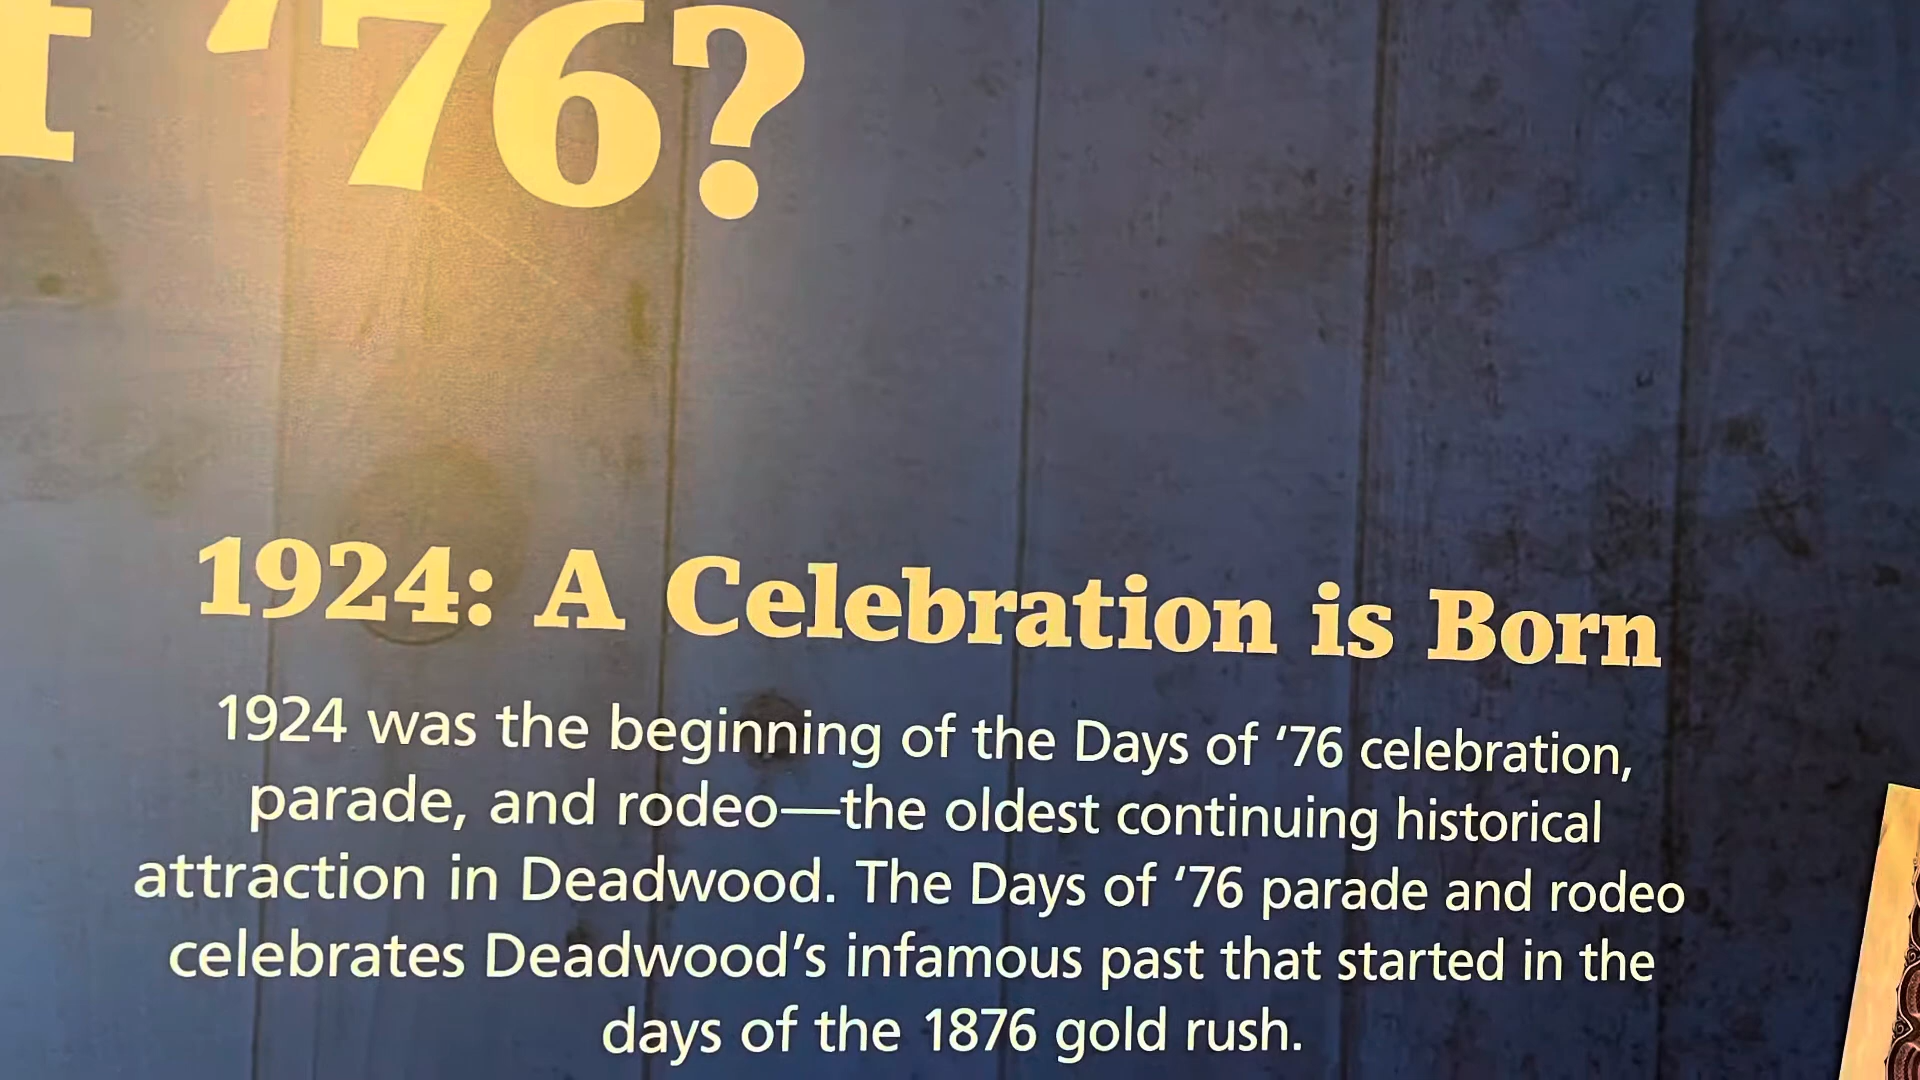 ‘76?
1924: A Celebration is Born
1924 was the beginning of the Days of ‘76 celebration,
parade, and rodeo—the oldest continuing historical
attraction in Deadwood. The Days of ‘76 parade and rodeo
celebrates Deadwood’s infamous past that started in the
days of the 1876 gold rush.